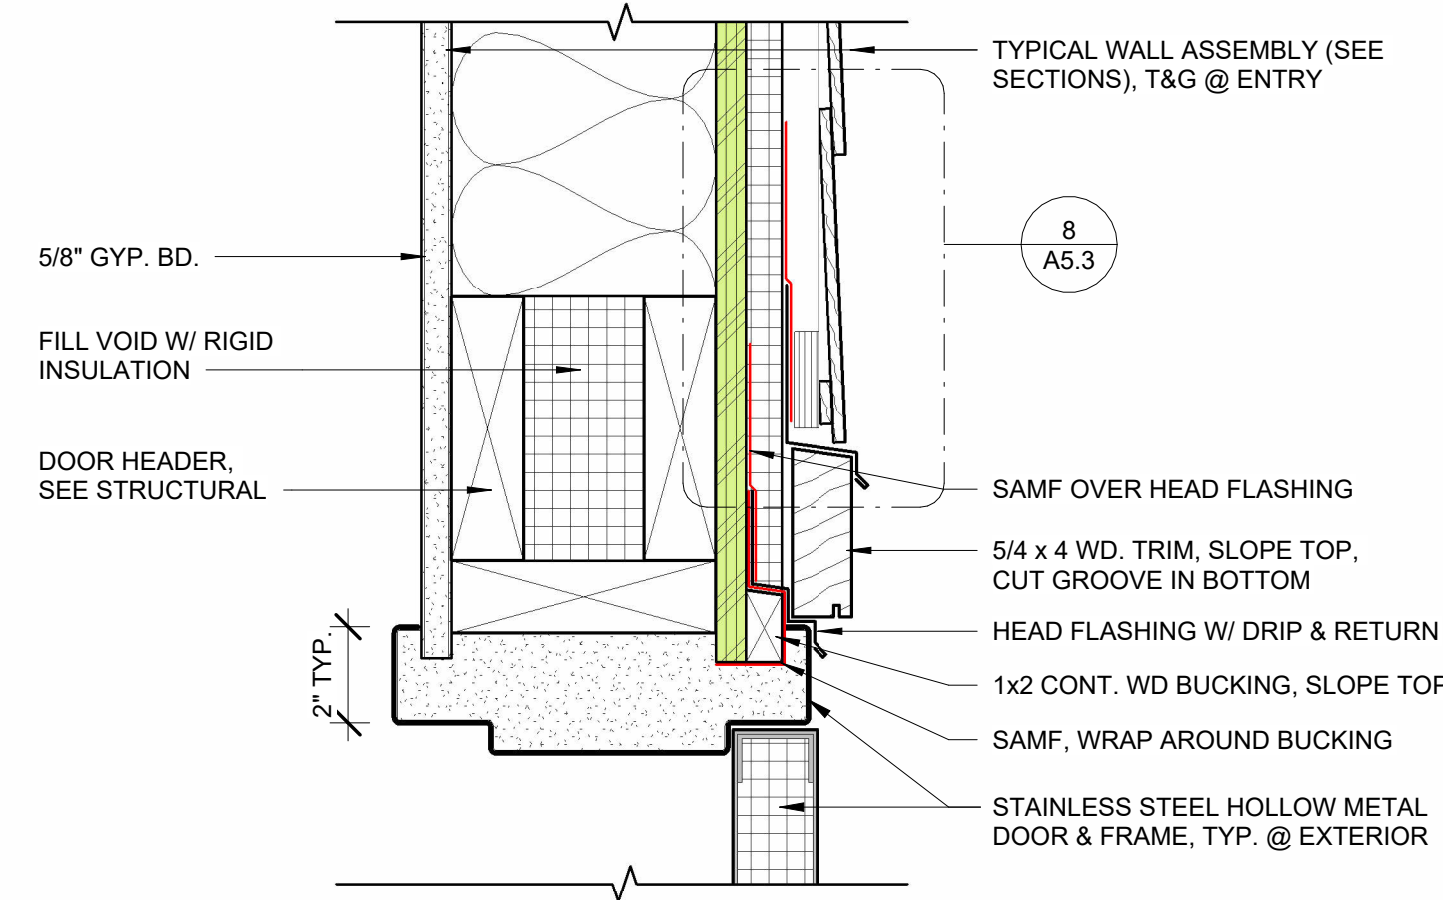 TYPICAL WALL ASSEMBLY (SEE
SECTIONS), T&G @ ENTRY
8
A5.3
5/8" GYP. BD.
FILL VOID W/ RIGID
INSULATION
DOOR HEADER,
SEE STRUCTURAL
SAMF OVER HEAD FLASHING
5/4 x 4 WD. TRIM, SLOPE TOP,
CUT GROOVE IN BOTTOM
HEAD FLASHING W/ DRIP & RETURN
2" TYP.
1x2 CONT. WD BUCKING, SLOPE TOP
SAMF, WRAP AROUND BUCKING
STAINLESS STEEL HOLLOW METAL
DOOR & FRAME, TYP. @ EXTERIOR